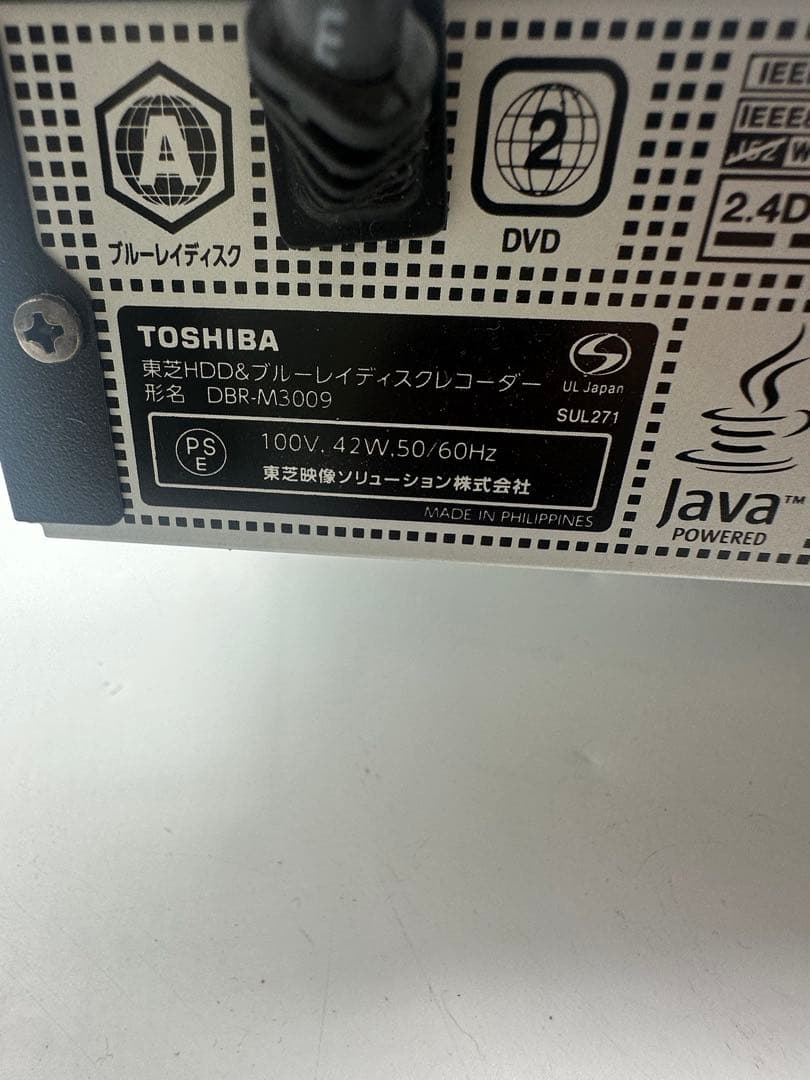 A
ブルーレイディスク
2
DVD
2.4D
TOSHIBA
東芝HDD&ブルーレイディスクレコーダー
形名 DBR-M3009
UL Japan
SUL271
PS
E
100V, 42W, 50/60Hz
東芝映像ソリューション株式会社
MADE IN PHILIPPINES
Java™
POWERED